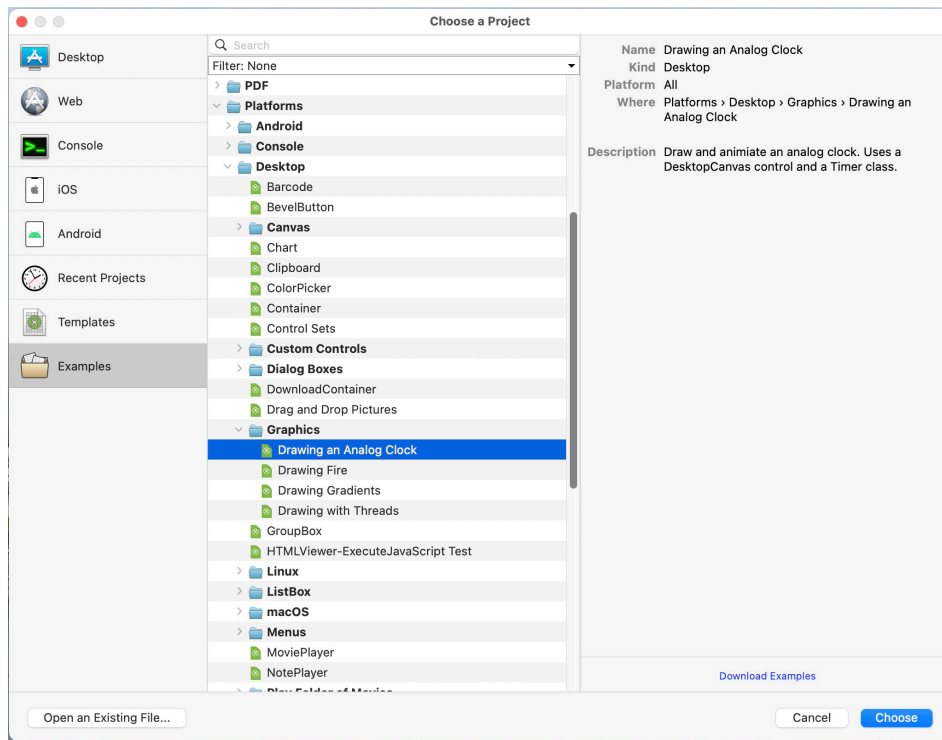 Choose a Project
Desktop
Web
Console
iOS
Android
Recent Projects
Templates
Examples
Search
Filter: None
PDF
Platforms
Android
Console
Desktop
Barcode
BevelButton
Canvas
Chart
Clipboard
ColorPicker
Container
Control Sets
Custom Controls
Dialog Boxes
DownloadContainer
Drag and Drop Pictures
Graphics
Drawing an Analog Clock
Drawing Fire
Drawing Gradients
Drawing with Threads
GroupBox
HTMLViewer-ExecuteJavaScript Test
Linux
ListBox
macOS
Menus
MoviePlayer
NotePlayer
Play Folder of Movies
Name Drawing an Analog Clock
Kind Desktop
Platform All
Where Platforms › Desktop › Graphics › Drawing an
Analog Clock
Description Draw and animiate an analog clock. Uses a
DesktopCanvas control and a Timer class.
Download Examples
Open an Existing File...
Cancel
Choose